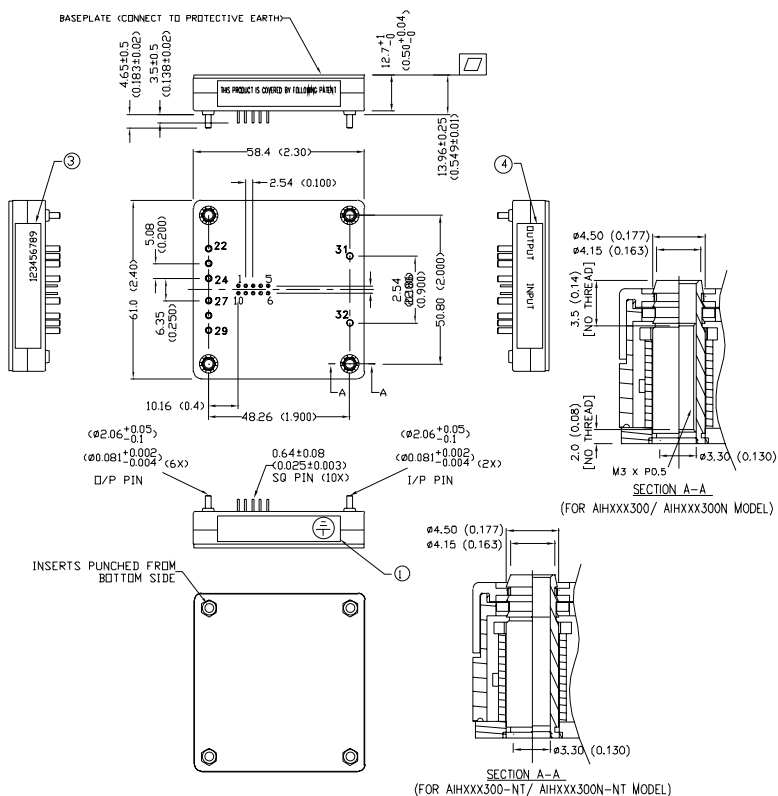 BASEPLATE (CONNECT TO PROTECTIVE EARTH)
4.65±0.5
(0.183±0.02)
3.5±0.5
(0.138±0.02)
12.7+1-0
(0.50+0.04-0)
THIS PRODUCT IS COVERED BY FOLLOWING PATENT
13.96±0.25
(0.549±0.01)
58.4 (2.30)
2.54 (0.100)
3
4
123456789
OUTPUT INPUT
61.0 (2.40)
5.08
(0.200)
6.35
(0.250)
22
24
27
29
1
5
10
6
31
32
2.54
(0.900)
50.80 (2.000)
A
A
10.16 (0.4)
48.26 (1.900)
ø4.50 (0.177)
ø4.15 (0.163)
3.5 (0.14)
[NO THREAD]
2.0 (0.08)
[NO THREAD]
ø3.30 (0.130)
M3 x P0.5
SECTION A-A
(FOR AIHXXX300/ AIHXXX300N MODEL)
(ø2.06+0.05-0.1
(ø0.081+0.002-0.004) (6X)
O/P PIN
0.64±0.08
(0.025±0.003)
SQ PIN (10X)
(ø2.06+0.05-0.1
(ø0.081+0.002-0.004) (2X)
I/P PIN
1
INSERTS PUNCHED FROM
BOTTOM SIDE
ø4.50 (0.177)
ø4.15 (0.163)
ø3.30 (0.130)
SECTION A-A
(FOR AIHXXX300-NT/ AIHXXX300N-NT MODEL)